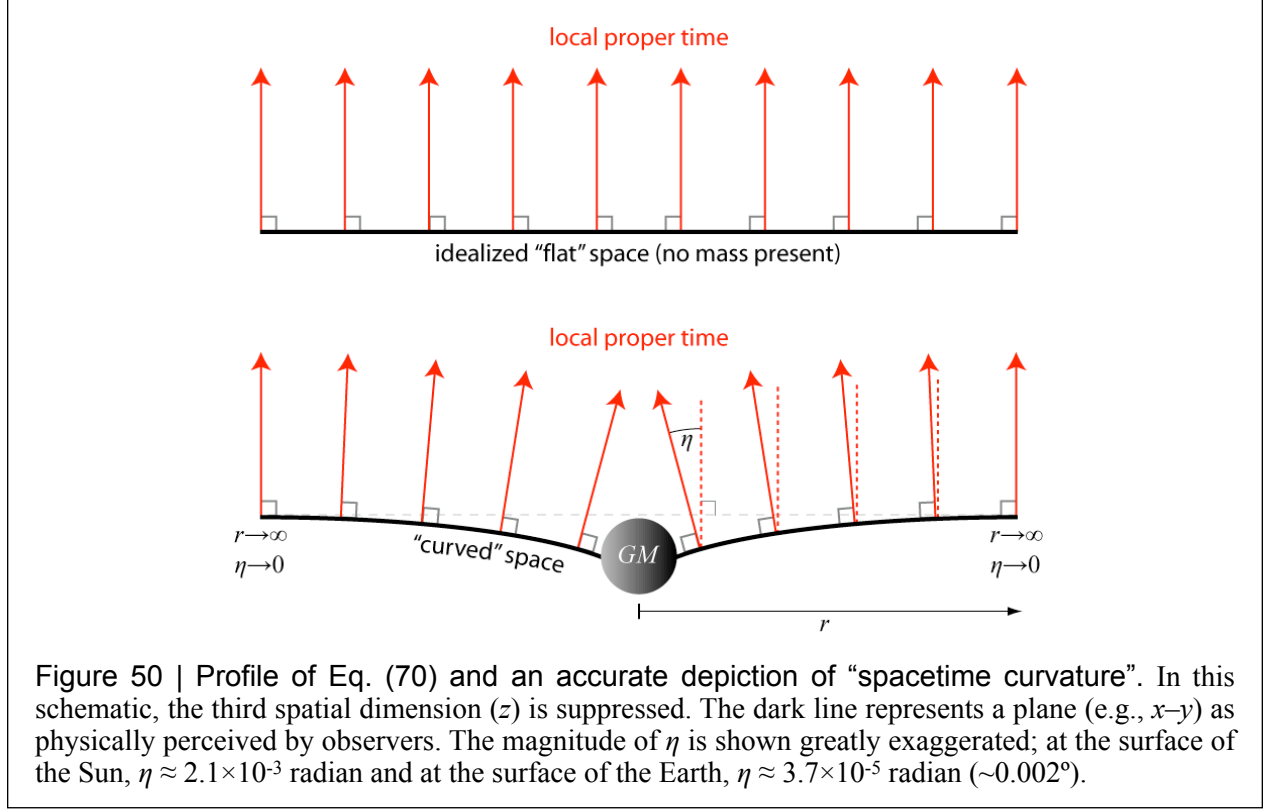 local proper time
idealized “flat” space (no mass present)
local proper time
η
GM
“curved” space
r→∞
η→0
r→∞
η→0
r
Figure 50 | Profile of Eq. (70) and an accurate depiction of “spacetime curvature”. In this
schematic, the third spatial dimension (z) is suppressed. The dark line represents a plane (e.g., x–y) as
physically perceived by observers. The magnitude of η is shown greatly exaggerated; at the surface of
the Sun, η ≈ 2.1×10⁻³ radian and at the surface of the Earth, η ≈ 3.7×10⁻⁵ radian (~0.002º).